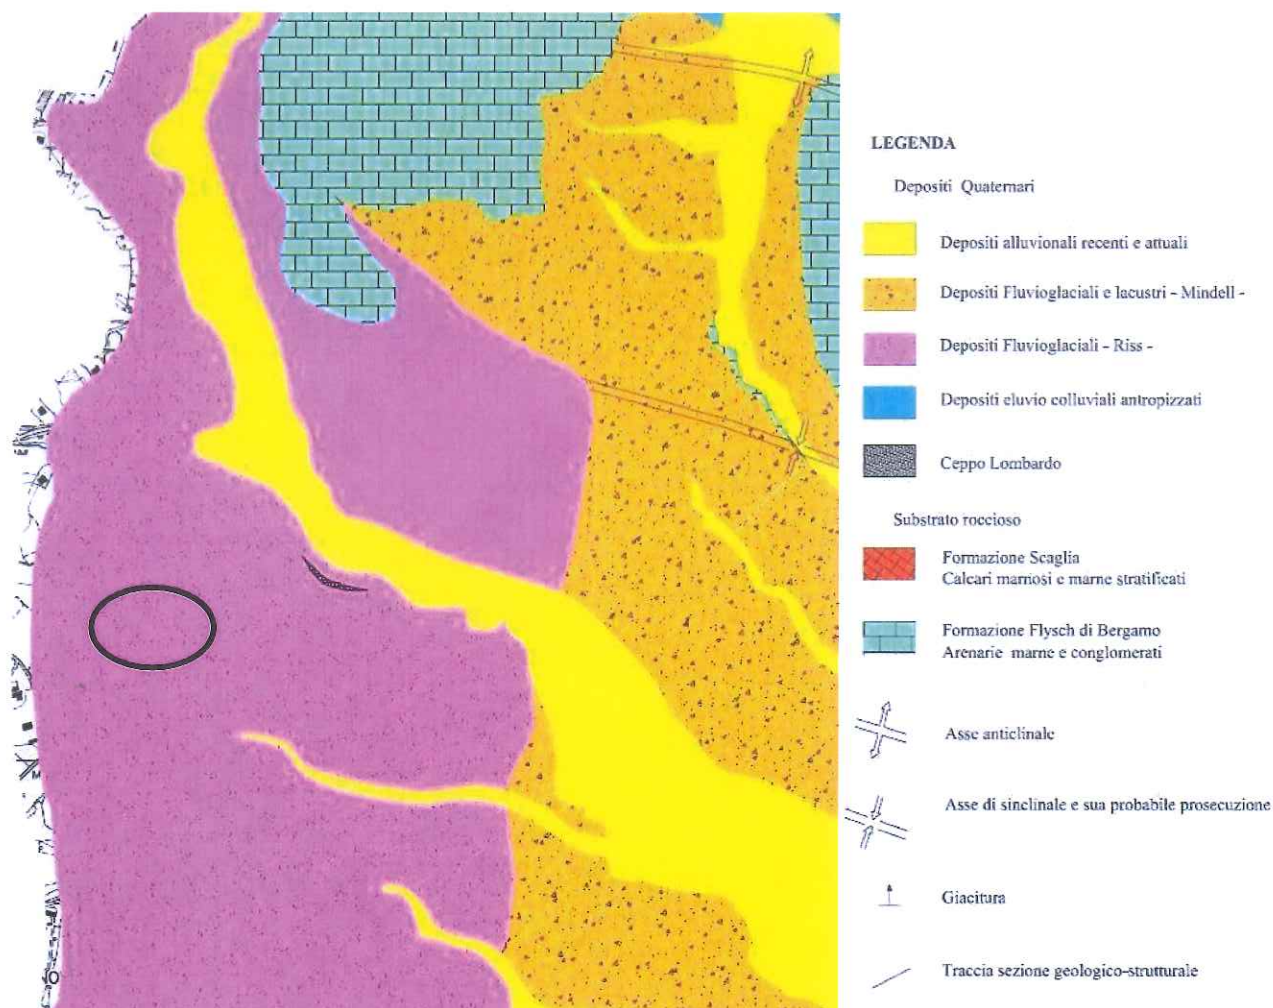 LEGENDA
Depositi Quaternari
Depositi alluvionali recenti e attuali
Depositi Fluvioglaciali e lacustri - Mindell -
Depositi Fluvioglaciali - Riss -
Depositi eluvio colluviali antropizzati
Ceppo Lombardo
Substrato roccioso
Formazione Scaglia
Calcari marnosi e marne stratificati
Formazione Flysch di Bergamo
Arenarie marne e conglomerati
Asse anticlinale
Asse di sinclinale e sua probabile prosecuzione
Giacitura
Traccia sezione geologico-strutturale